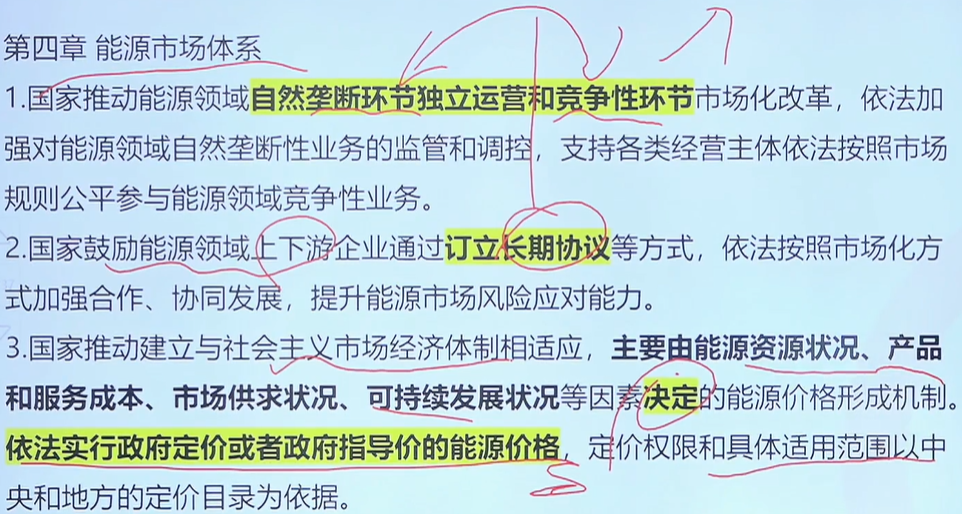 第四章 能源市场体系
1.国家推动能源领域自然垄断环节独立运营和竞争性环节市场化改革，依法加
强对能源领域自然垄断性业务的监管和调控，支持各类经营主体依法按照市场
规则公平参与能源领域竞争性业务。
2.国家鼓励能源领域上下游企业通过订立长期协议等方式，依法按照市场化方
式加强合作、协同发展，提升能源市场风险应对能力。
3.国家推动建立与社会主义市场经济体制相适应，主要由能源资源状况、产品
和服务成本、市场供求状况、可持续发展状况等因素决定的能源价格形成机制。
依法实行政府定价或者政府指导价的能源价格，定价权限和具体适用范围以中
央和地方的定价目录为依据。